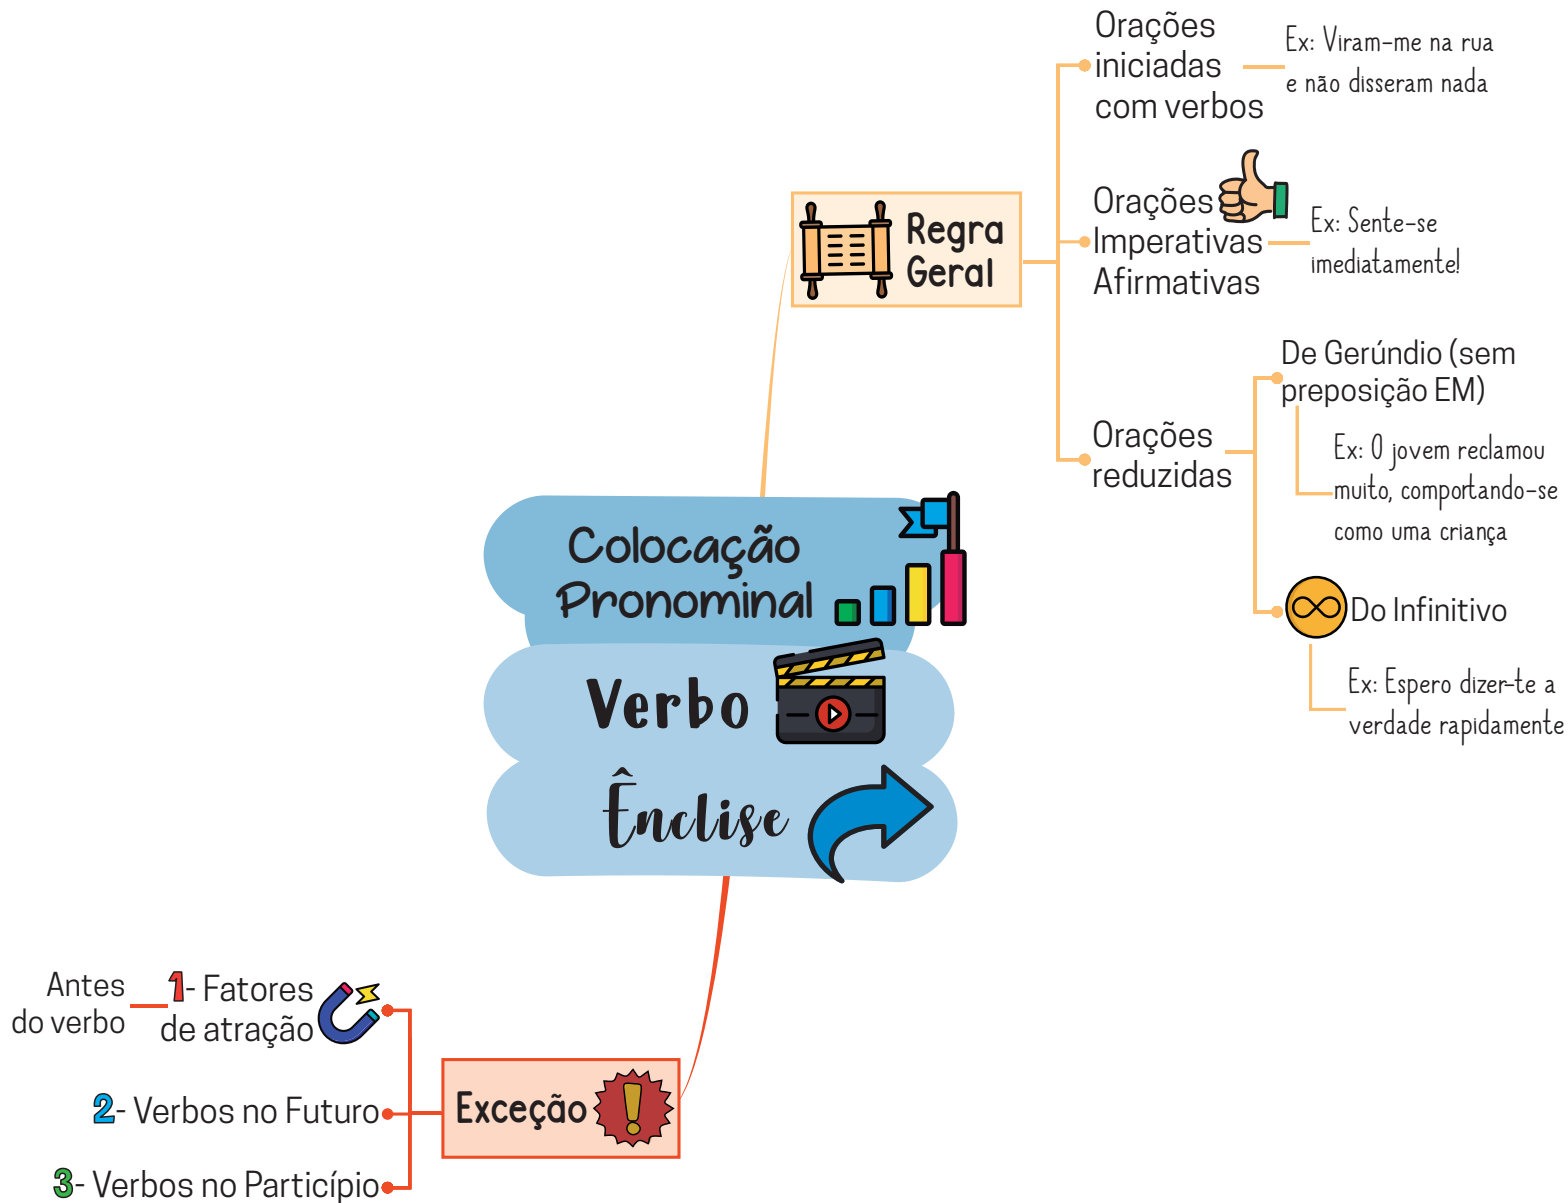 Colocação
Pronominal
Verbo
Ênclise
Regra
Geral
Orações
iniciadas
com verbos
Ex: Viram-me na rua
e não disseram nada
Orações
Imperativas
Afirmativas
Ex: Sente-se
imediatamente!
Orações
reduzidas
De Gerúndio (sem
preposição EM)
Ex: O jovem reclamou
muito, comportando-se
como uma criança
Do Infinitivo
Ex: Espero dizer-te a
verdade rapidamente
Exceção
1- Fatores
de atração
Antes
do verbo
2- Verbos no Futuro
3- Verbos no Particípio